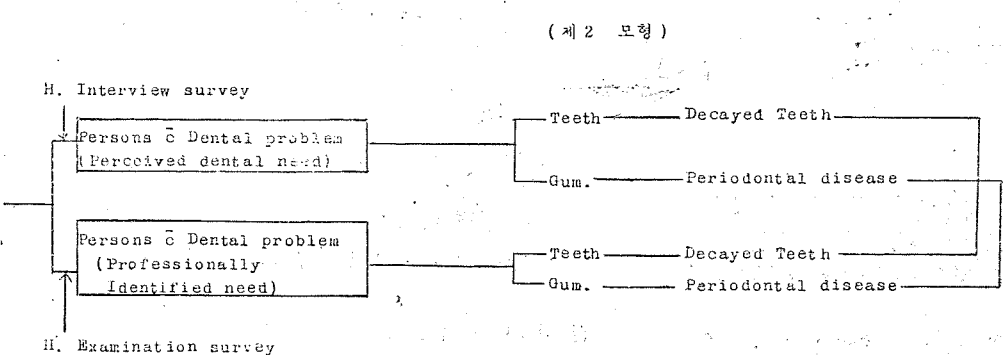 (제 2 모형)
H. Interview survey
Persons c̄ Dental problem
(Perceived dental need)
Teeth
Decayed Teeth
Gum.
Periodontal disease
Persons c̄ Dental problem
(Professionally
Identified need)
Teeth
Decayed Teeth
Gum.
Periodontal disease
H. Examination survey